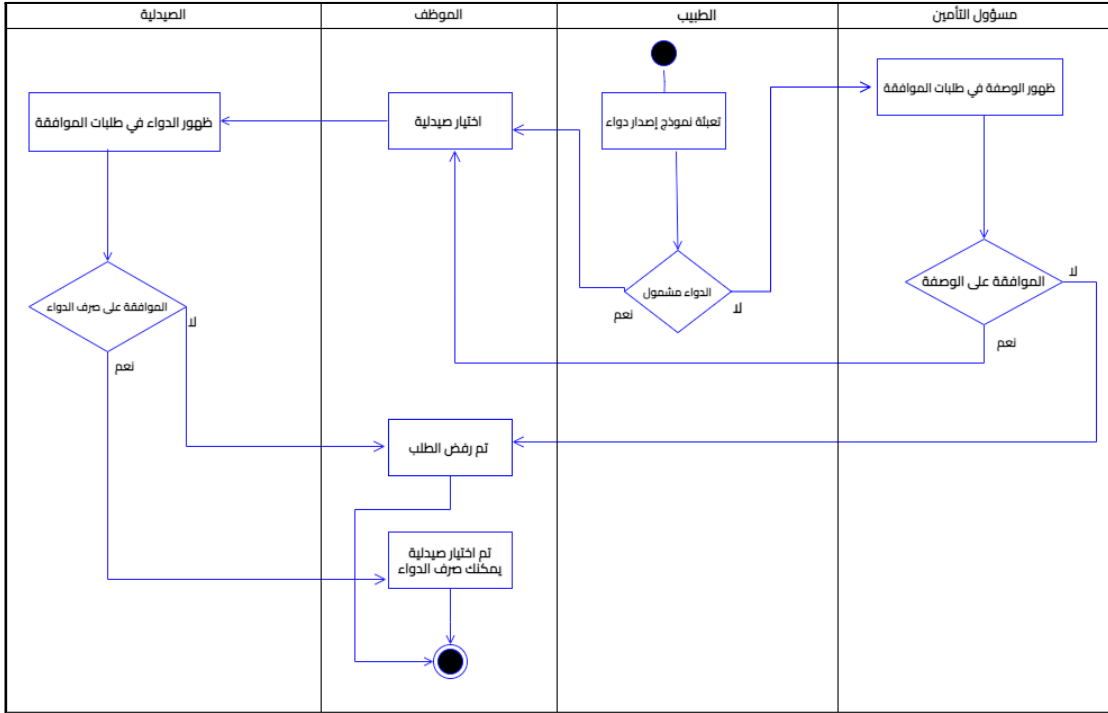 مسؤول التأمين
الطبيب
الموظف
الصيدلية
ظهور الوصفة في طلبات الموافقة
تعبئة نموذج إصدار دواء
اختيار صيدلية
ظهور الدواء في طلبات الموافقة
الموافقة على الوصفة
لا
نعم
الدواء مشمول
لا
نعم
الموافقة على صرف الدواء
لا
نعم
تم رفض الطلب
تم اختيار صيدلية
يمكنك صرف الدواء